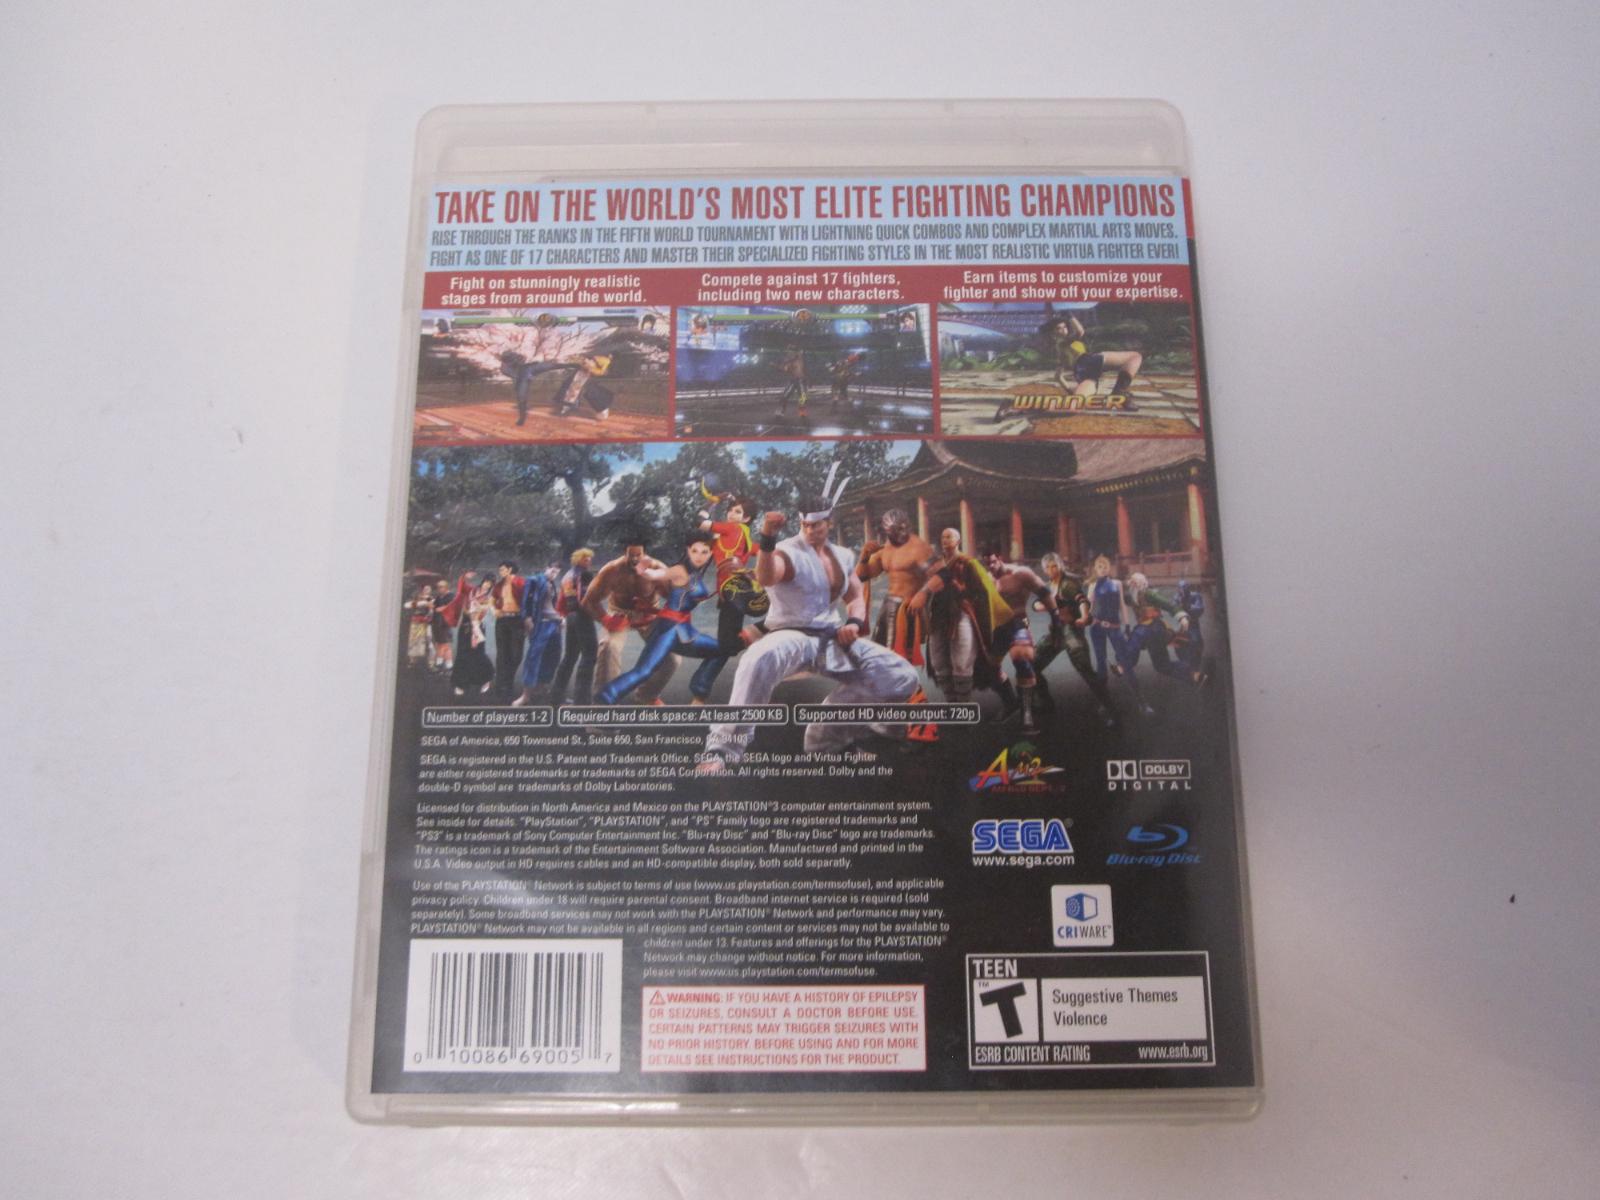 TAKE ON THE WORLD'S MOST ELITE FIGHTING CHAMPIONS
RISE THROUGH THE RANKS IN THE FIFTH WORLD TOURNAMENT WITH LIGHTNING QUICK COMBOS AND COMPLEX MARTIAL ARTS MOVES.
FIGHT AS ONE OF 17 CHARACTERS AND MASTER THEIR SPECIALIZED FIGHTING STYLES IN THE MOST REALISTIC VIRTUA FIGHTER EVER!
Fight on stunningly realistic
stages from around the world.
Compete against 17 fighters,
including two new characters.
Earn items to customize your
fighter and show off your expertise.
WINNER
Number of players: 1-2
Required hard disk space: At least 2500 KB
Supported HD video output: 720p
SEGA of America, 650 Townsend St., Suite 650, San Francisco, CA 94103
SEGA is registered in the U.S. Patent and Trademark Office. SEGA, the SEGA logo and Virtua Fighter
are either registered trademarks or trademarks of SEGA Corporation. All rights reserved. Dolby and the
double-D symbol are trademarks of Dolby Laboratories.
Licensed for distribution in North America and Mexico on the PLAYSTATION®3 computer entertainment system.
See inside for details. "PlayStation", "PLAYSTATION", and "PS" Family logo are registered trademarks and
"PS3" is a trademark of Sony Computer Entertainment Inc. "Blu-ray Disc" and "Blu-ray Disc" logo are trademarks.
The ratings icon is a trademark of the Entertainment Software Association. Manufactured and printed in the
U.S.A. Video output in HD requires cables and an HD-compatible display, both sold separately.
Use of the PLAYSTATION® Network is subject to terms of use (www.us.playstation.com/termsofuse), and applicable
privacy policy. Children under 18 will require parental consent. Broadband internet service is required (sold
separately). Some broadband services may not work with the PLAYSTATION® Network and performance may vary.
PLAYSTATION® Network may not be available in all regions and certain content or services may not be available to
children under 13. Features and offerings for the PLAYSTATION®
Network may change without notice. For more information,
please visit www.us.playstation.com/termsofuse.
AM2
DOLBY
DIGITAL
SEGA®
www.sega.com
Blu-ray Disc
CRIWARE™
0 10086 69005 7
WARNING: IF YOU HAVE A HISTORY OF EPILEPSY
OR SEIZURES, CONSULT A DOCTOR BEFORE USE.
CERTAIN PATTERNS MAY TRIGGER SEIZURES WITH
NO PRIOR HISTORY. BEFORE USING AND FOR MORE
DETAILS SEE INSTRUCTIONS FOR THE PRODUCT.
TEEN
T™
Suggestive Themes
Violence
ESRB CONTENT RATING
www.esrb.org